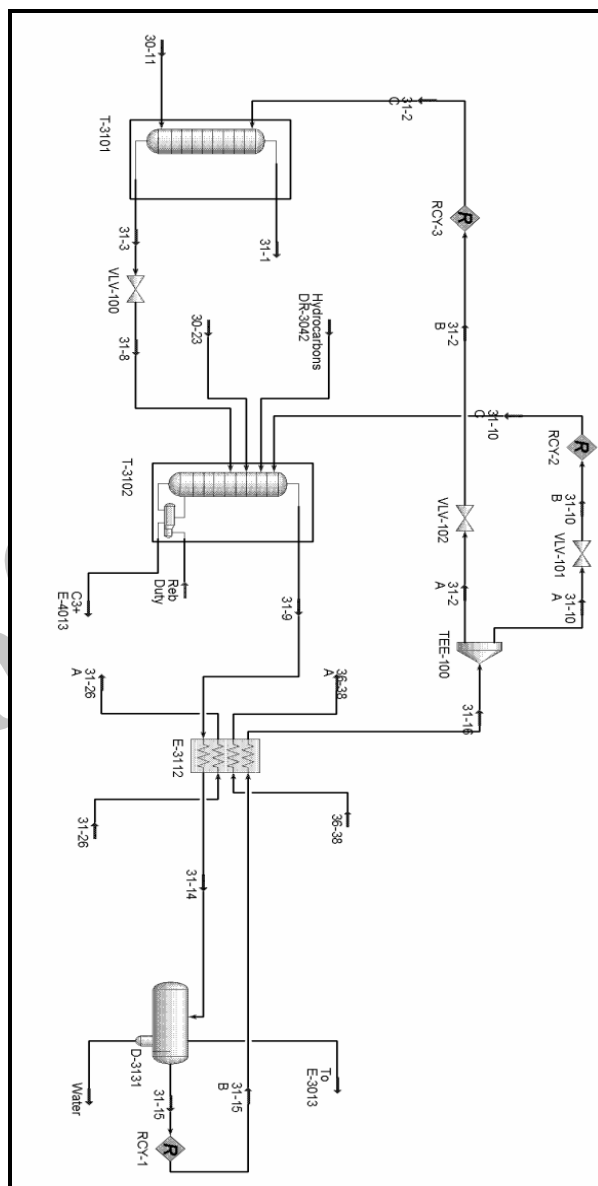 RCY-2
31-10
B
VLV-101
31-10
A
31-10
C
31-2
C
RCY-3
31-2
B
VLV-102
31-2
A
TEE-100
31-16
30-11
T-3101
31-1
31-3
VLV-100
31-8
30-23
Hydrocarbons
DR-3042
T-3102
Reb
Duty
C3+
E-4013
31-9
36-38
A
31-26
A
E-3112
36-38
31-26
31-14
31-15
B
To
E-3013
D-3131
31-15
RCY-1
Water
R
R
R